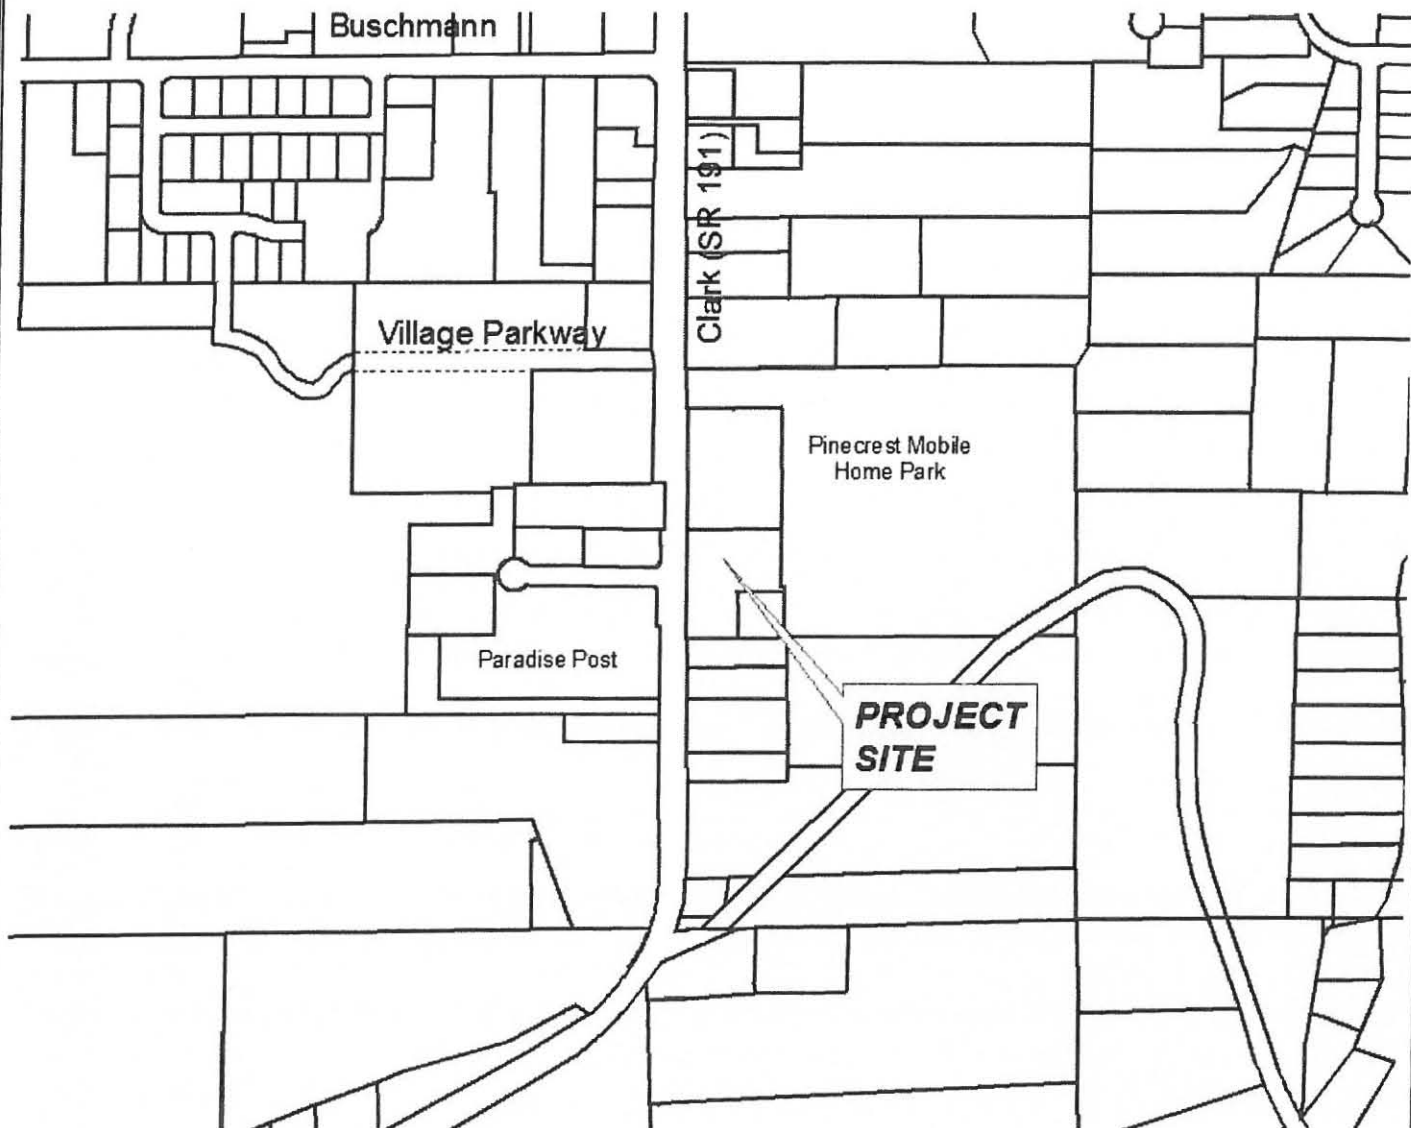 Buschmann
Clark (SR 191)
Village Parkway
Pinecrest Mobile
Home Park
Paradise Post
PROJECT
SITE